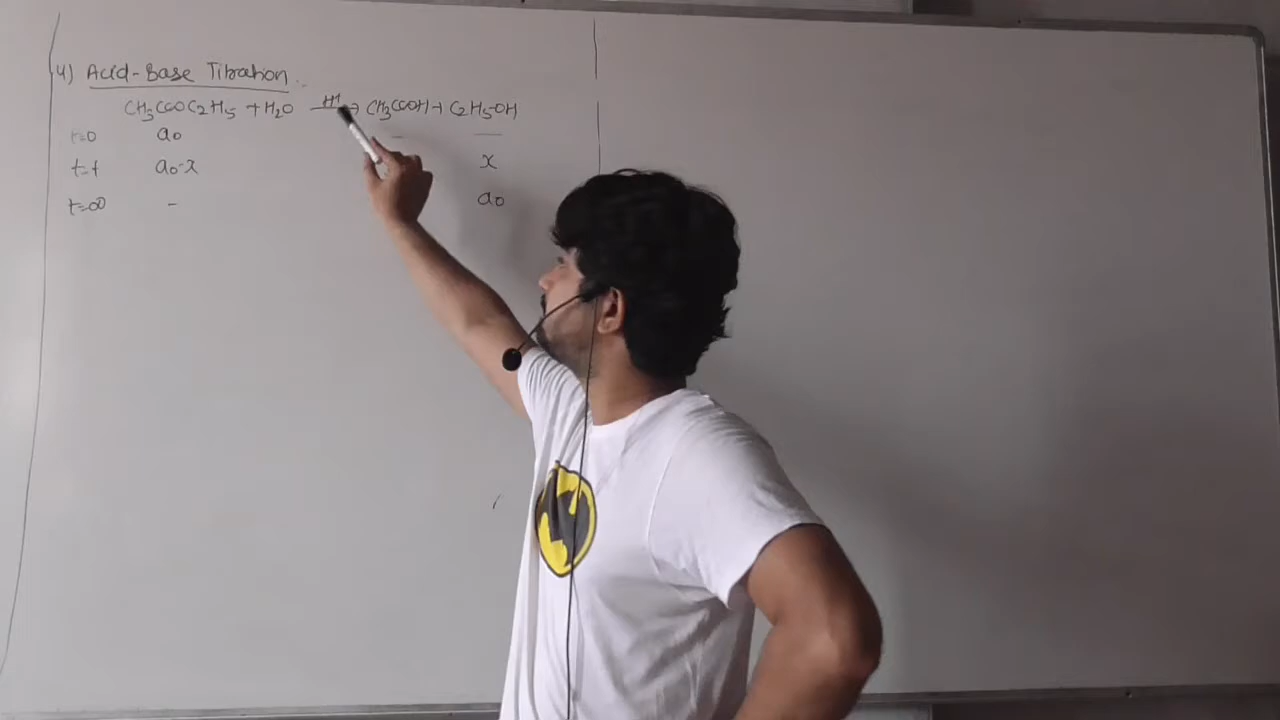 4) Acid-Base Titration
CH3COOC2H5 + H2O H+→ CH3COOH + C2H5-OH
t=0 a0 - —
t=t a0-x x
t=∞ - a0